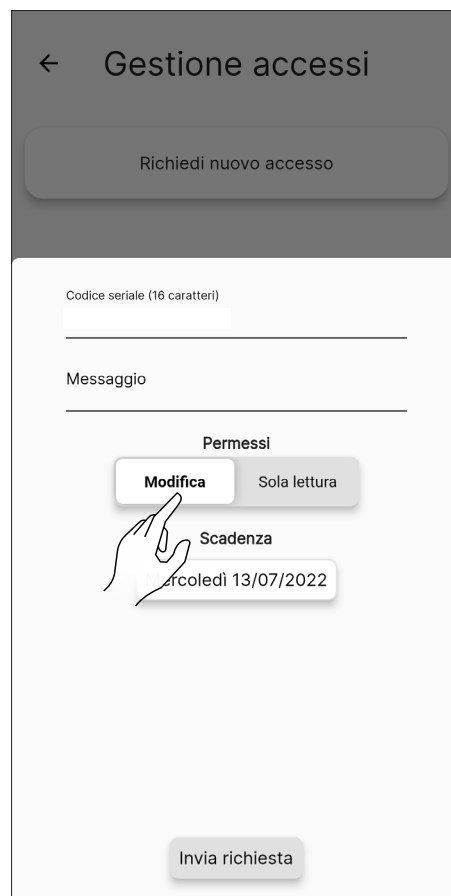 Gestione accessi
Richiedi nuovo accesso
Codice seriale (16 caratteri)
Messaggio
Permessi
Modifica Sola lettura
Scadenza
Mercoledì 13/07/2022
Invia richiesta